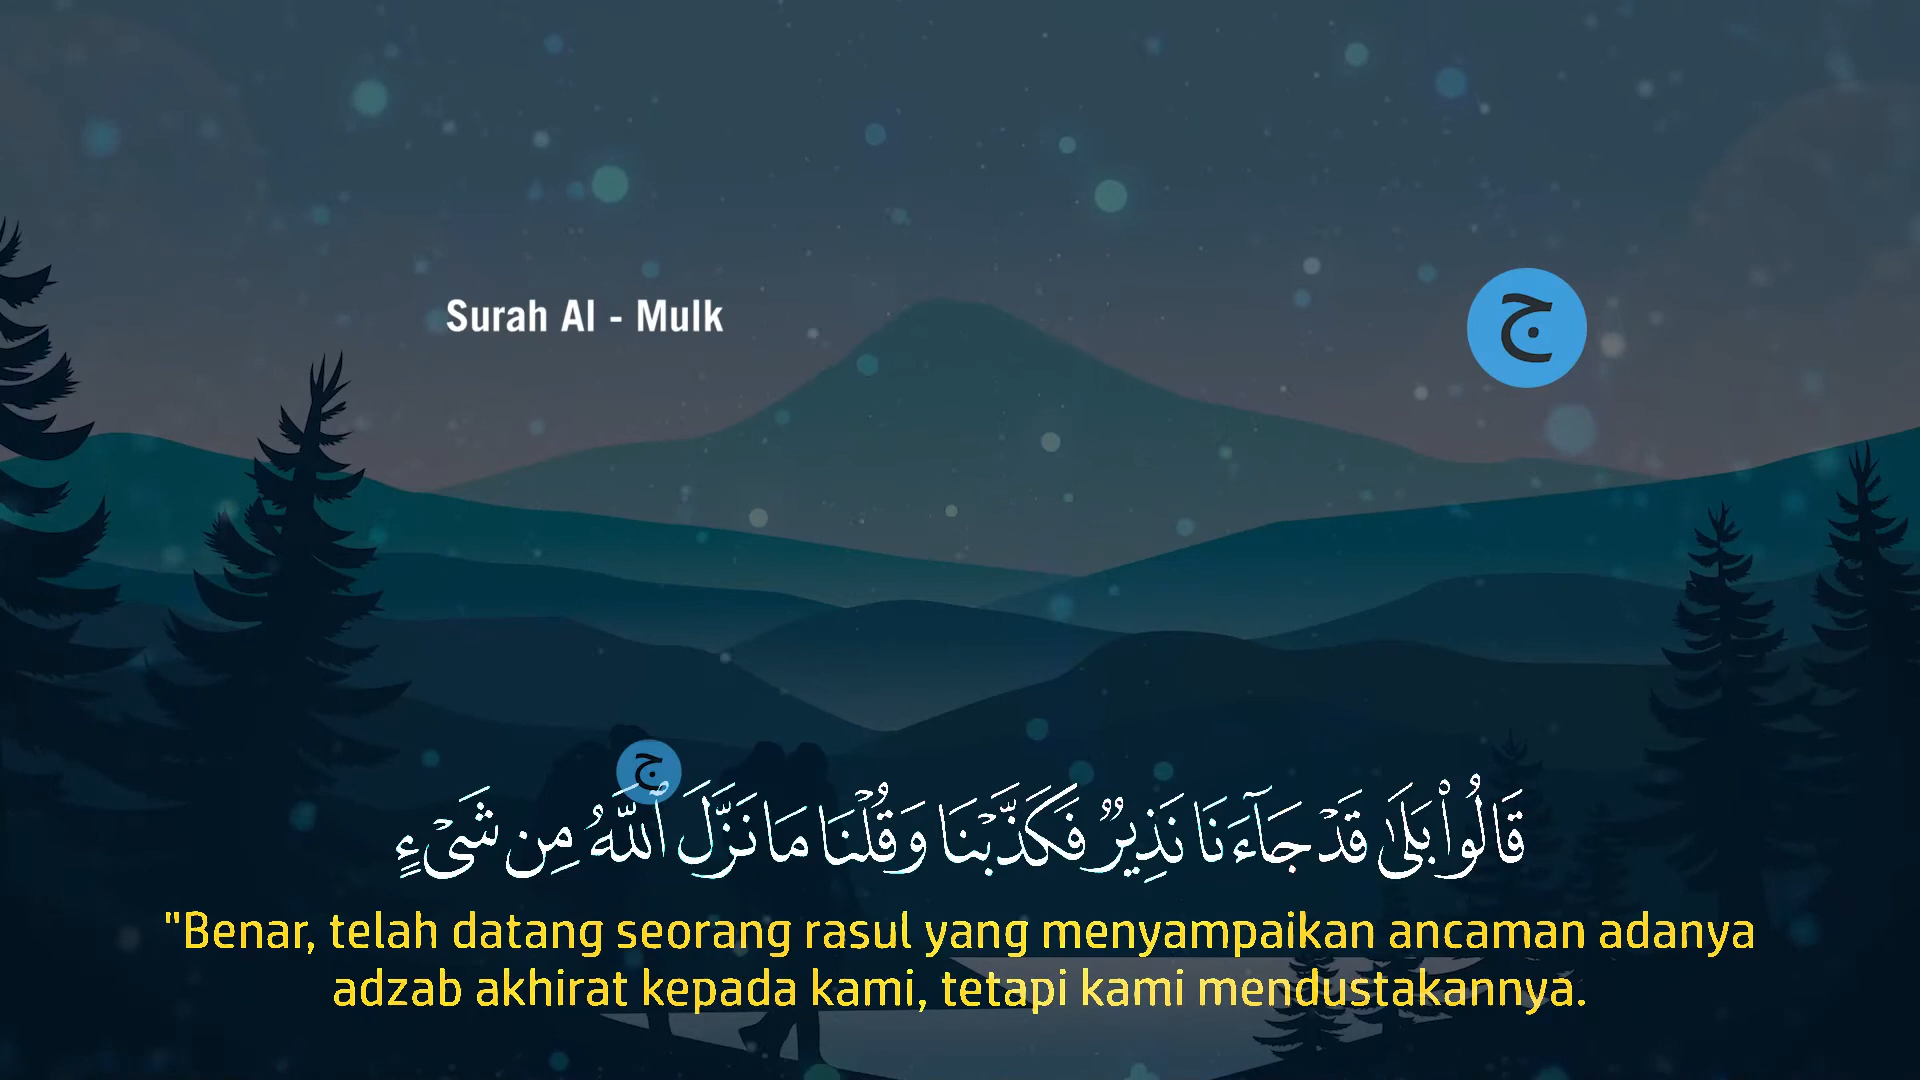 Surah Al - Mulk
ج
ج
قَالُوا۟ بَلَىٰ قَدْ جَآءَنَا نَذِيرٌ فَكَذَّبْنَا وَقُلْنَا مَا نَزَّلَ ٱللَّهُ مِن شَىْءٍ
"Benar, telah datang seorang rasul yang menyampaikan ancaman adanya
adzab akhirat kepada kami, tetapi kami mendustakannya.